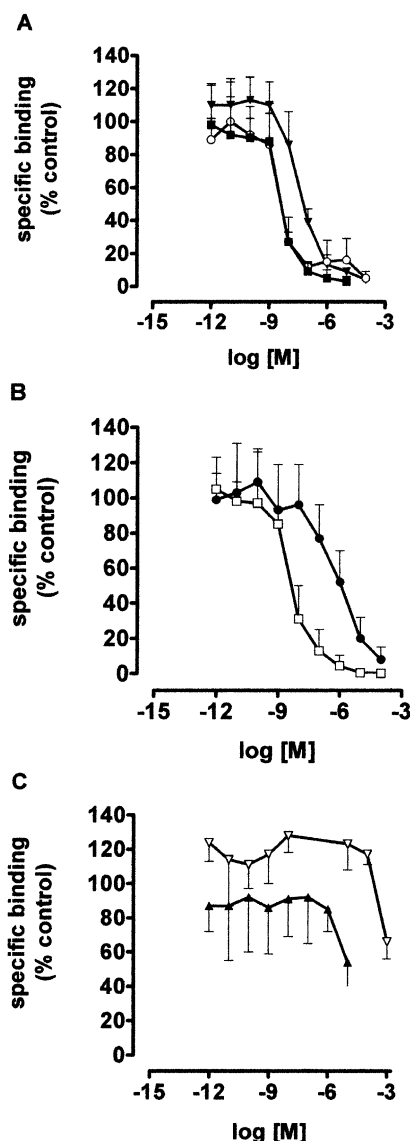 A
specific binding
(% control)
140
120
100
80
60
40
20
0
-15 -12 -9 -6 -3
log [M]
B
specific binding
(% control)
140
120
100
80
60
40
20
0
-15 -12 -9 -6 -3
log [M]
C
specific binding
(% control)
140
120
100
80
60
40
20
0
-15 -12 -9 -6 -3
log [M]